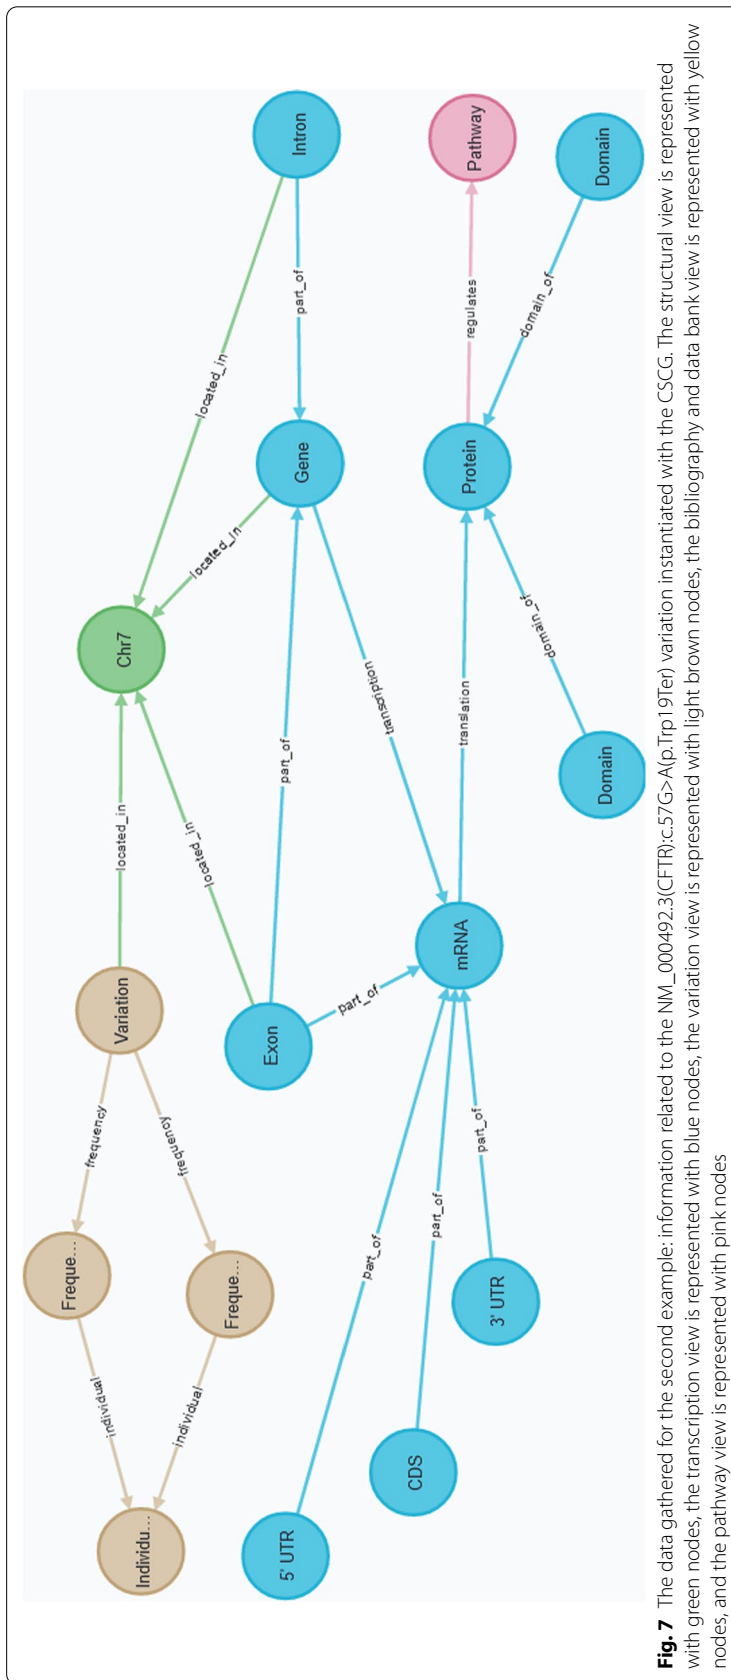 Individu...
Freque...
Freque...
individual
individual
frequency
frequency
Variation
located_in
Chr7
located_in
located_in
located_in
Intron
part_of
Gene
part_of
Exon
part_of
transcription
mRNA
translation
Protein
regulates
Pathway
domain_of
Domain
domain_of
Domain
5' UTR
part_of
CDS
part_of
3' UTR
part_of
Fig. 7 The data gathered for the second example: information related to the NM_000492.3(CFTR):c.57G>A(p.Trp19Ter) variation instantiated with the CSCG. The structural view is represented
with green nodes, the transcription view is represented with blue nodes, the variation view is represented with light brown nodes, the bibliography and data bank view is represented with yellow
nodes, and the pathway view is represented with pink nodes